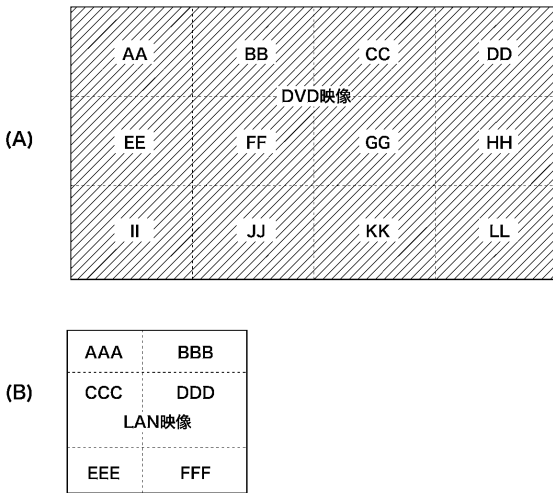 AA BB CC DD
DVD映像
(A)
EE FF GG HH
II JJ KK LL
AAA BBB
(B)
CCC DDD
LAN映像
EEE FFF